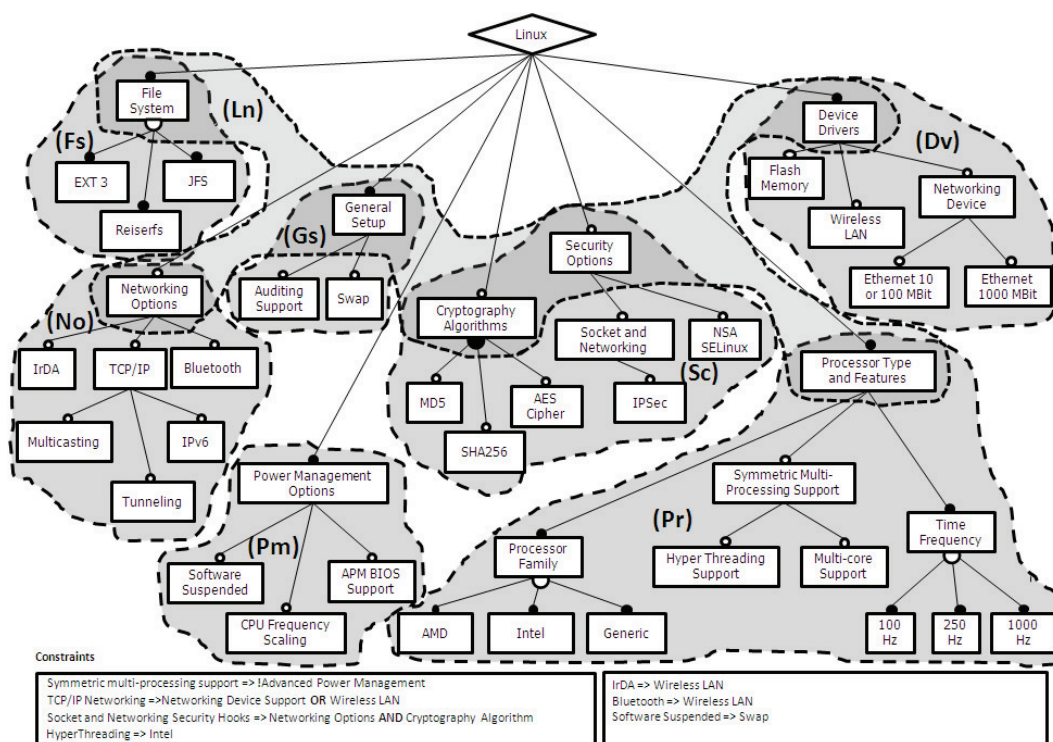 Linux
File
System
(Ln)
(Fs)
EXT 3
JFS
Reiserfs
Device
Drivers
(Dv)
Flash
Memory
Networking
Device
Wireless
LAN
Ethernet 10
or 100 MBit
Ethernet
1000 MBit
General
Setup
(Gs)
Auditing
Support
Swap
Security
Options
Cryptography
Algorithms
Socket and
Networking
NSA
SELinux
(Sc)
MD5
AES
Cipher
IPSec
SHA256
Networking
Options
(No)
IrDA
TCP/IP
Bluetooth
Multicasting
IPv6
Tunneling
Processor Type
and Features
Power Management
Options
(Pm)
Software
Suspended
APM BIOS
Support
CPU Frequency
Scaling
Symmetric Multi-
Processing Support
(Pr)
Time
Frequency
Processor
Family
Hyper Threading
Support
Multi-core
Support
AMD
Intel
Generic
100
Hz
250
Hz
1000
Hz
Constraints
Symmetric multi-processing support => !Advanced Power Management
TCP/IP Networking =>Networking Device Support OR Wireless LAN
Socket and Networking Security Hooks => Networking Options AND Cryptography Algorithm
HyperThreading => Intel
IrDA => Wireless LAN
Bluetooth => Wireless LAN
Software Suspended => Swap